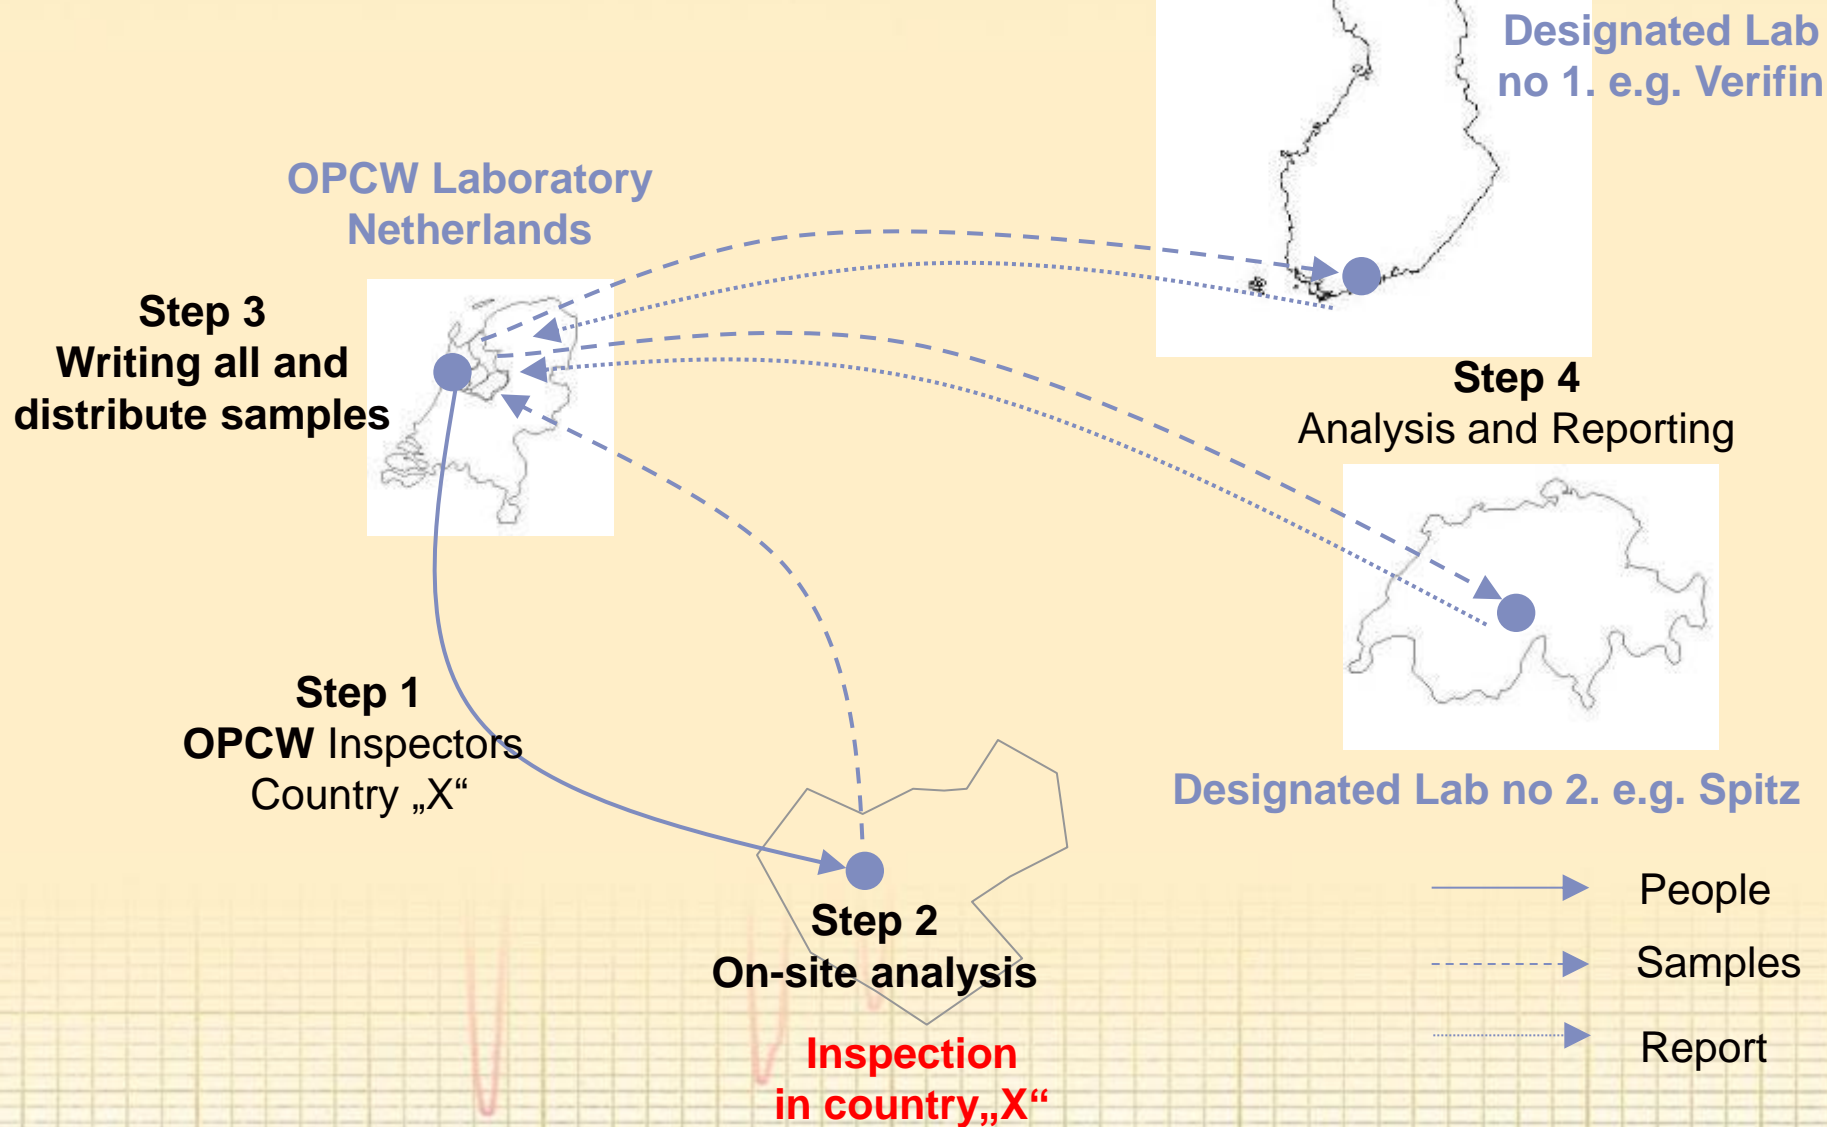 Designated Lab
no 1. e.g. Verifin
OPCW Laboratory
Netherlands
Step 3
Writing all and
distribute samples
Step 4
Analysis and Reporting
Step 1
OPCW Inspectors
Country „X“
Designated Lab no 2. e.g. Spitz
Step 2
On-site analysis
Inspection
in country„X“
People
Samples
Report